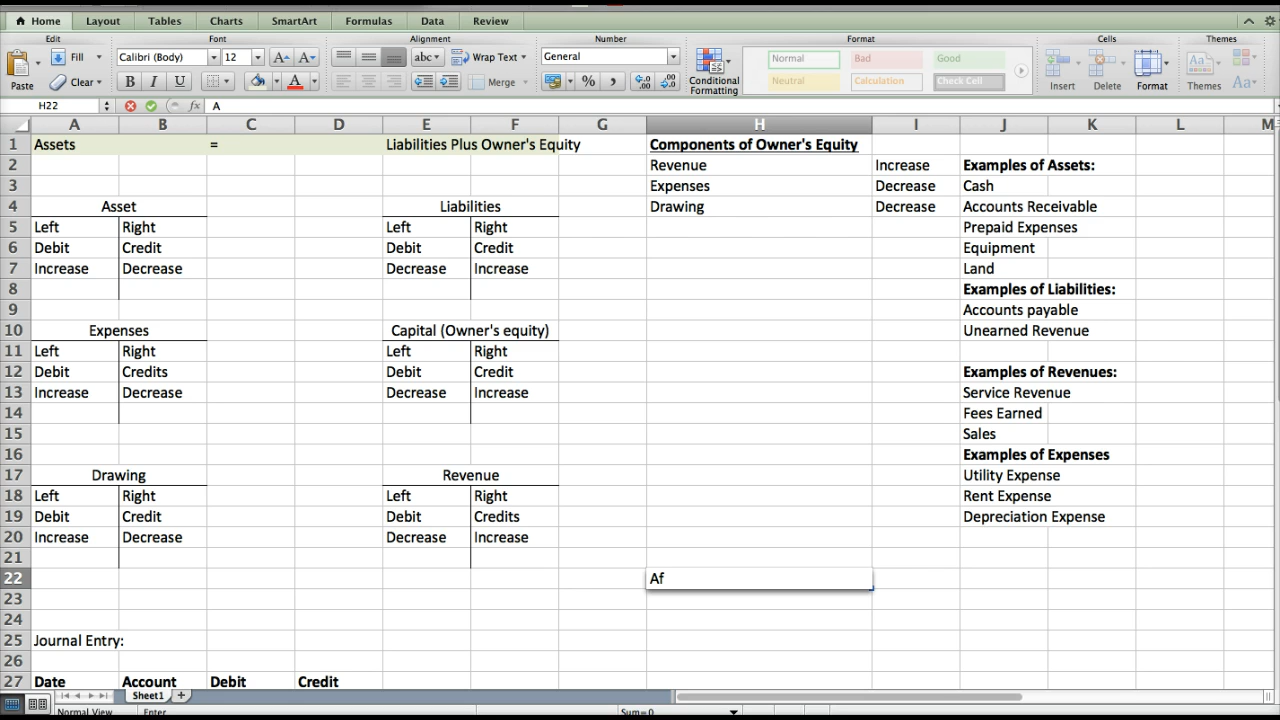 Home Layout Tables Charts SmartArt Formulas Data Review
Edit Font Alignment Number Format Cells Themes
Paste Fill Calibri (Body) 12 A A abc Wrap Text General Conditional Formatting Normal Bad Good Insert Delete Format Themes Aa
Clear B I U A Merge % , Neutral Calculation Check Cell
H22 fx A
A B C D E F G H I J K L M
1 Assets = Liabilities Plus Owner's Equity Components of Owner's Equity
2 Revenue Increase Examples of Assets:
3 Expenses Decrease Cash
4 Asset Liabilities Drawing Decrease Accounts Receivable
5 Left Right Left Right Prepaid Expenses
6 Debit Credit Debit Credit Equipment
7 Increase Decrease Decrease Increase Land
8 Examples of Liabilities:
9 Accounts payable
10 Expenses Capital (Owner's equity) Unearned Revenue
11 Left Right Left Right
12 Debit Credits Debit Credit Examples of Revenues:
13 Increase Decrease Decrease Increase Service Revenue
14 Fees Earned
15 Sales
16 Examples of Expenses
17 Drawing Revenue Utility Expense
18 Left Right Left Right Rent Expense
19 Debit Credit Debit Credits Depreciation Expense
20 Increase Decrease Decrease Increase
21
22 Af
23
24
25 Journal Entry:
26
27 Date Account Debit Credit
Sheet1
Normal View Enter Sum=0